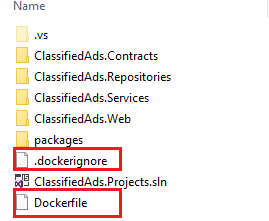 Name
.vs
ClassifiedAds.Contracts
ClassifiedAds.Repositories
ClassifiedAds.Services
ClassifiedAds.Web
packages
.dockerignore
ClassifiedAds.Projects.sln
Dockerfile